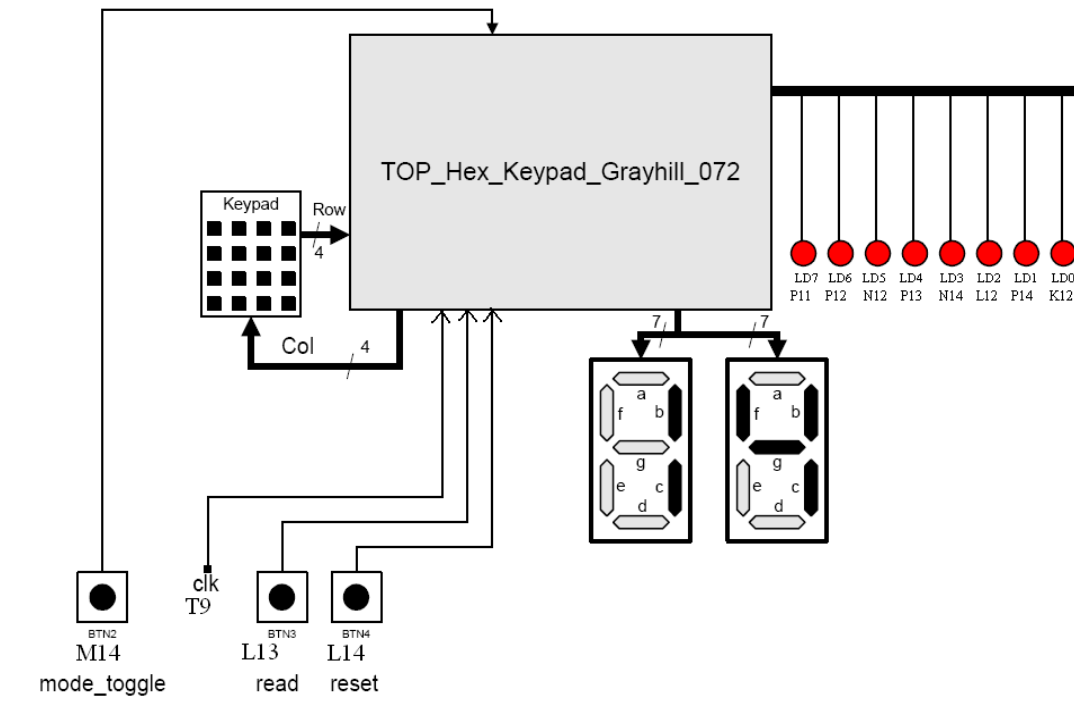 TOP_Hex_Keypad_Grayhill_072
Keypad
Row
4
Col
4
LD7 LD6 LD5 LD4 LD3 LD2 LD1 LD0
P11 P12 N12 P13 N14 L12 P14 K12
7 7
a a
f b f b
g g
e c e c
d d
clk
T9
BTN2 BTN3 BTN4
M14 L13 L14
mode_toggle read reset